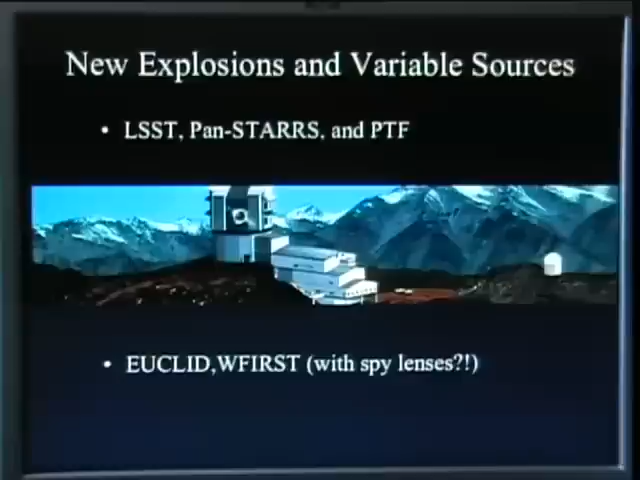 New Explosions and Variable Sources
• LSST, Pan-STARRS, and PTF
• EUCLID,WFIRST (with spy lenses?!)